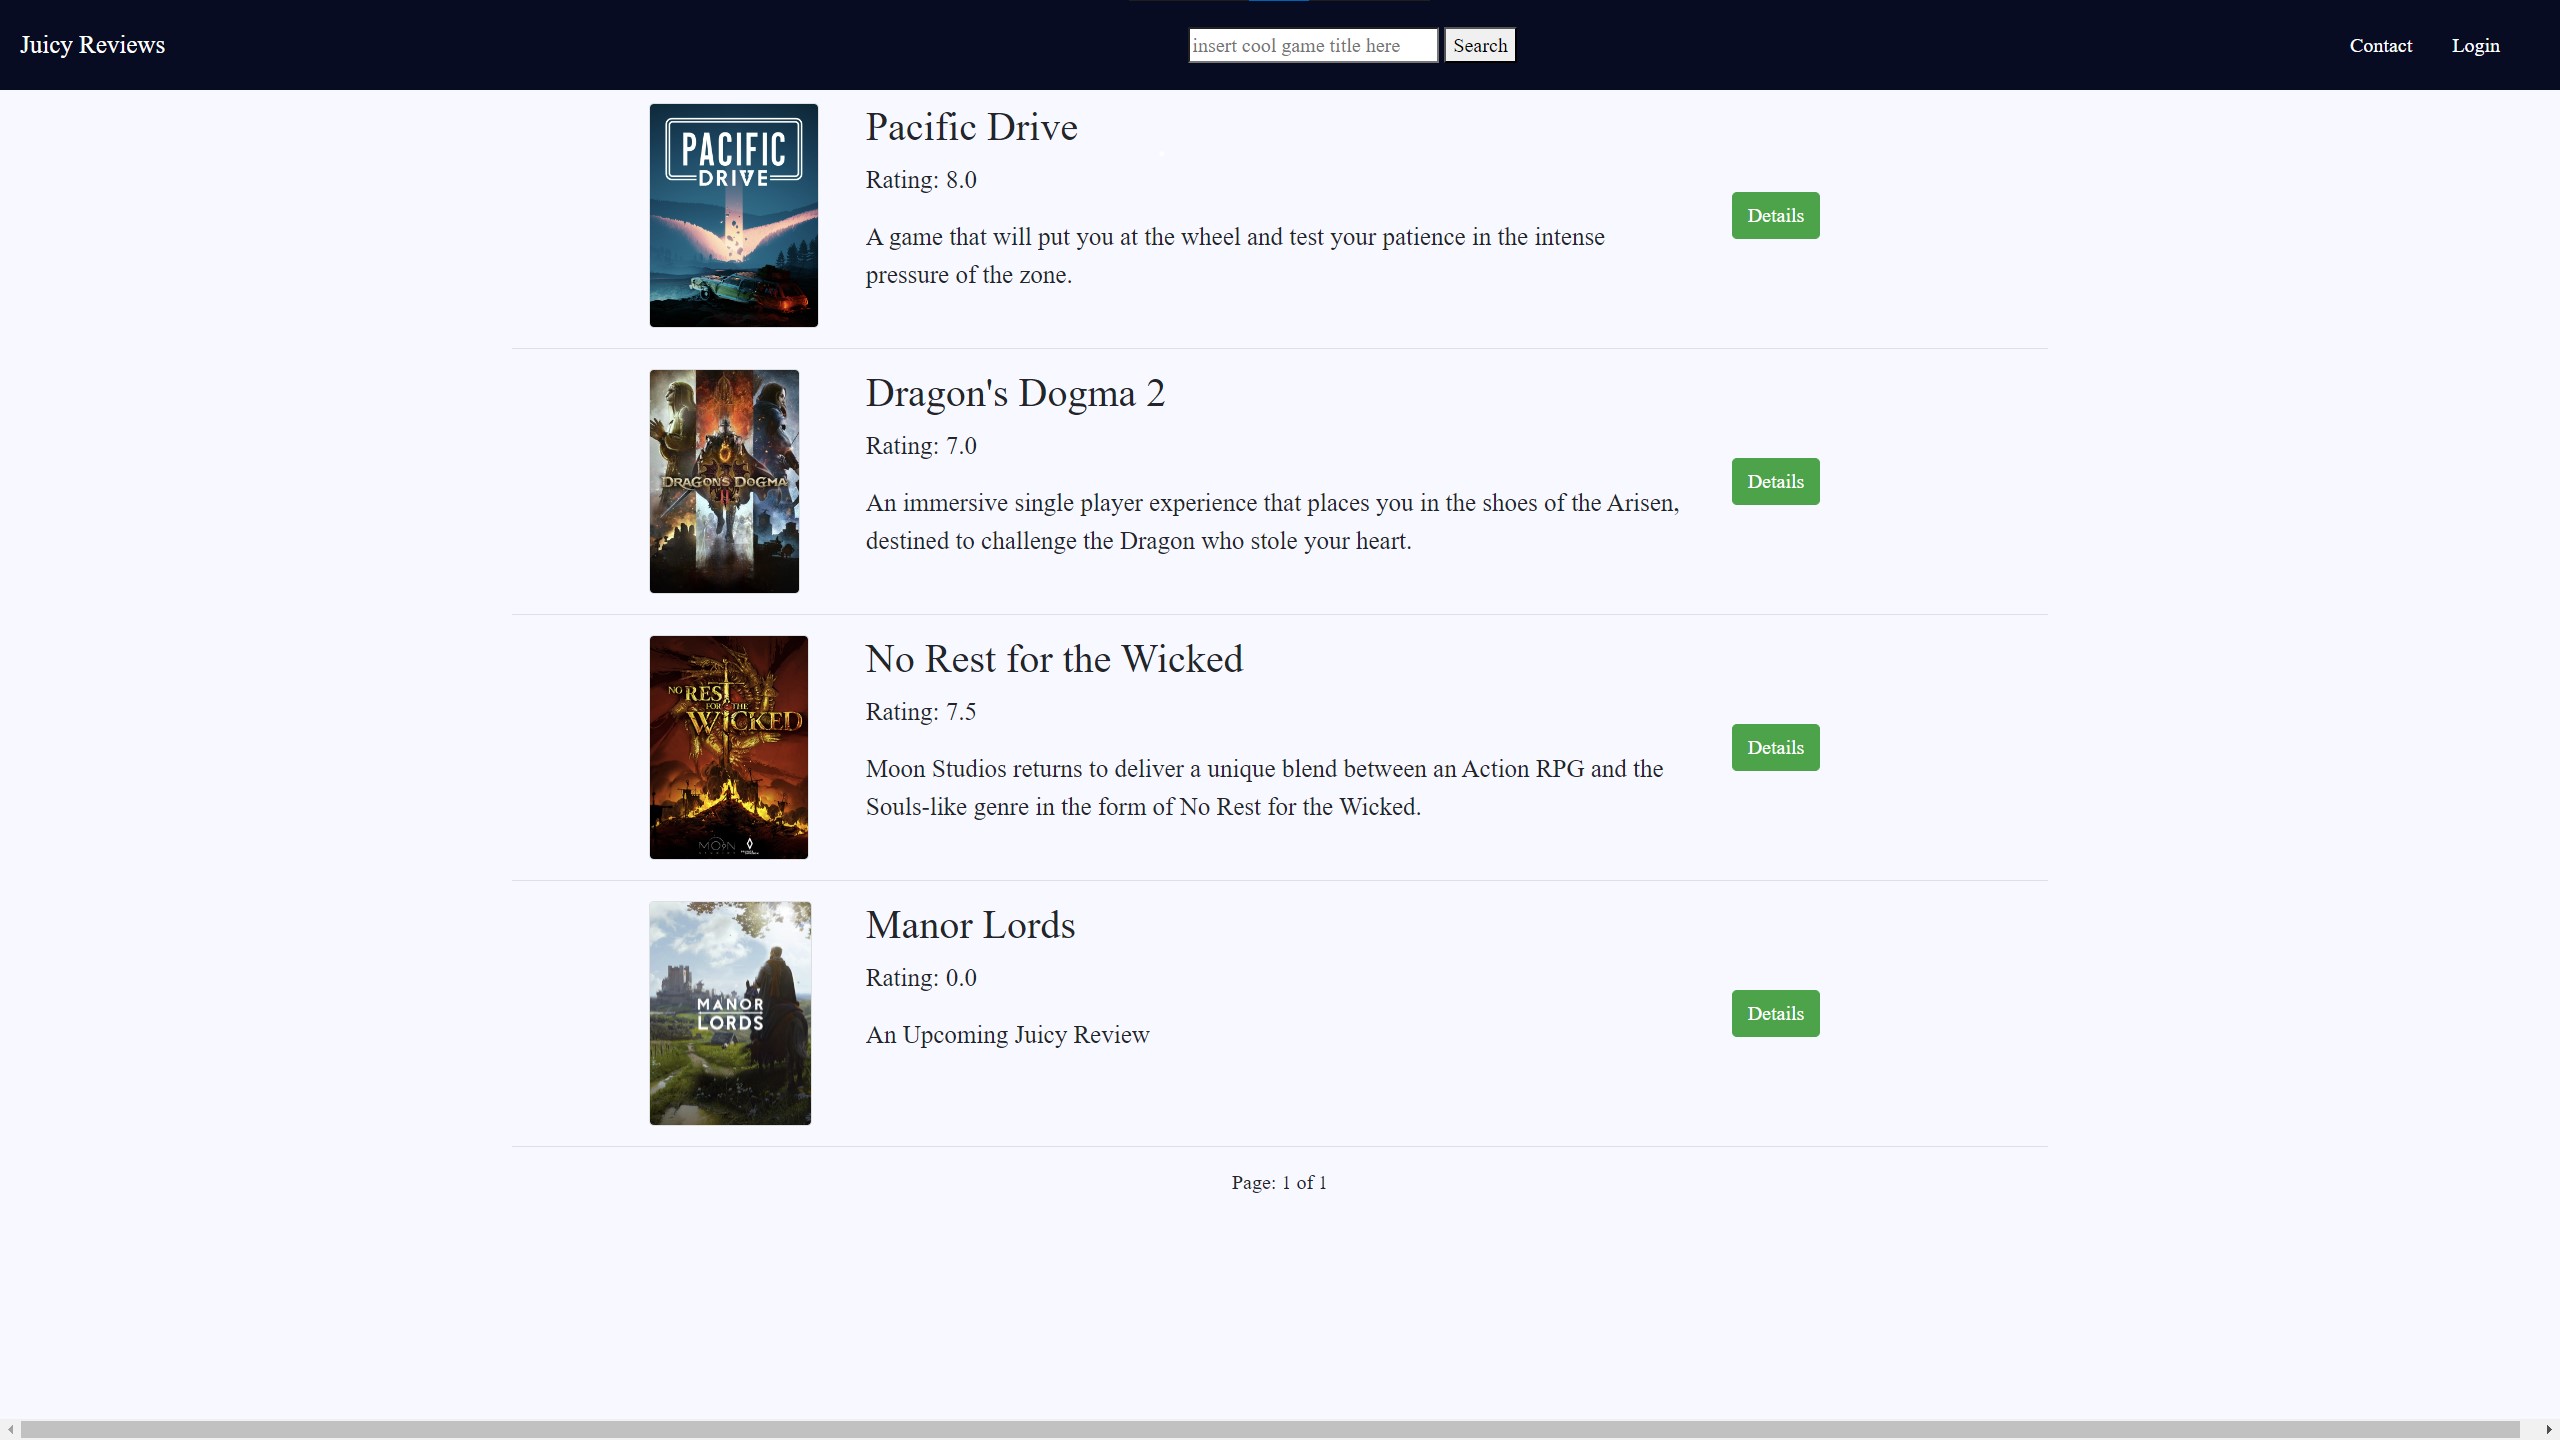 Juicy Reviews
insert cool game title here
Search
Contact
Login
PACIFIC
DRIVE
Pacific Drive
Rating: 8.0
A game that will put you at the wheel and test your patience in the intense
pressure of the zone.
Details
DRAGON'S DOGMA
II
Dragon's Dogma 2
Rating: 7.0
An immersive single player experience that places you in the shoes of the Arisen,
destined to challenge the Dragon who stole your heart.
Details
NO REST
FOR THE
WICKED
MOON
No Rest for the Wicked
Rating: 7.5
Moon Studios returns to deliver a unique blend between an Action RPG and the
Souls-like genre in the form of No Rest for the Wicked.
Details
MANOR
LORDS
Manor Lords
Rating: 0.0
An Upcoming Juicy Review
Details
Page: 1 of 1